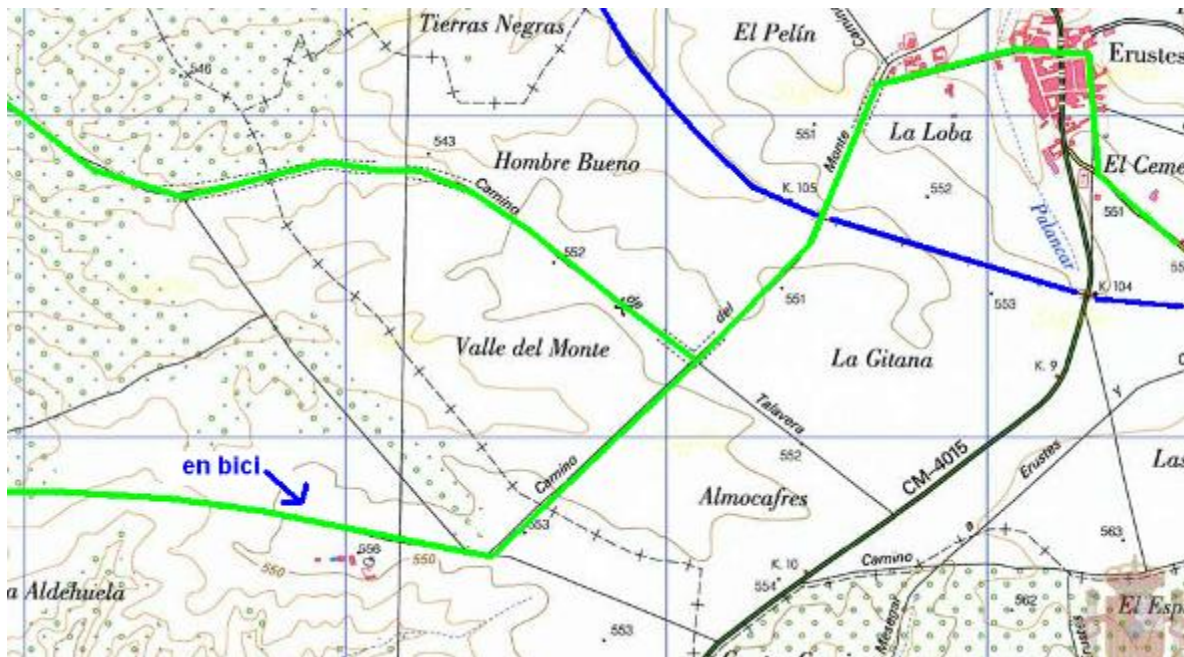 Tierras Negras
El Pelín
Camino
Erustes
546
543
Hombre Bueno
551
Monte
La Loba
El Ceme
K. 105
552
551
Palancar
Camino
552
de
551
del
553
K. 104
Valle del Monte
La Gitana
K. 9
Talavera
y
en bici
Camino
552
CM-4015
Erustes
Las
Almocafres
a
553
556
550
550
563
Camino
K. 10
554
a Aldehuela
562
El Esp
Mesegar
553